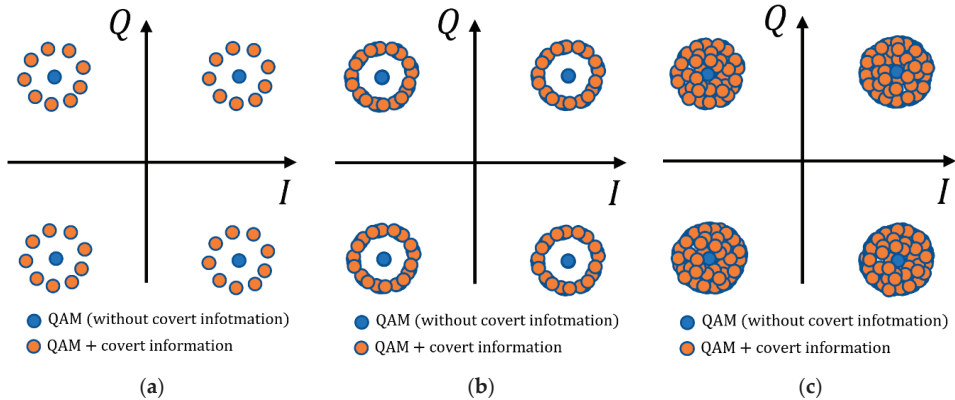 Q
I
QAM (without covert infotmation)
QAM + covert information
(a)
Q
I
QAM (without covert infotmation)
QAM + covert information
(b)
Q
I
QAM (without covert infotmation)
QAM + covert information
(c)